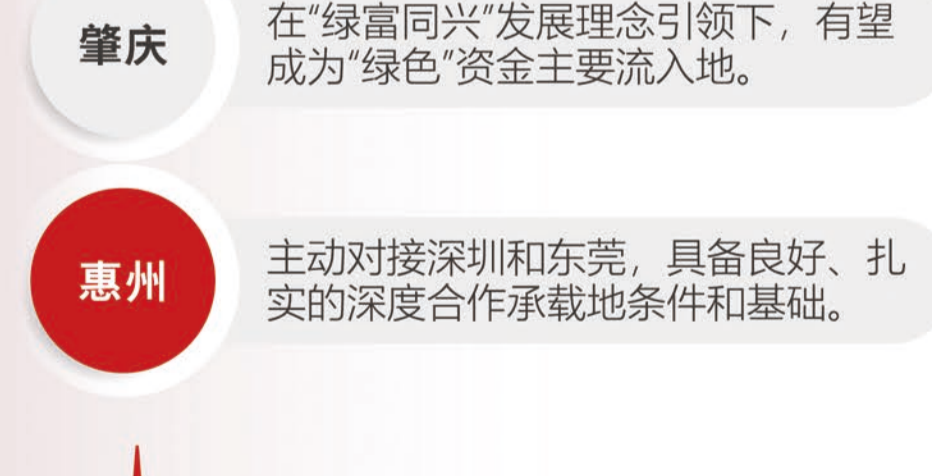 肇庆
在“绿富同兴”发展理念引领下，有望
成为“绿色”资金主要流入地。
惠州
主动对接深圳和东莞，具备良好、扎
实的深度合作承载地条件和基础。